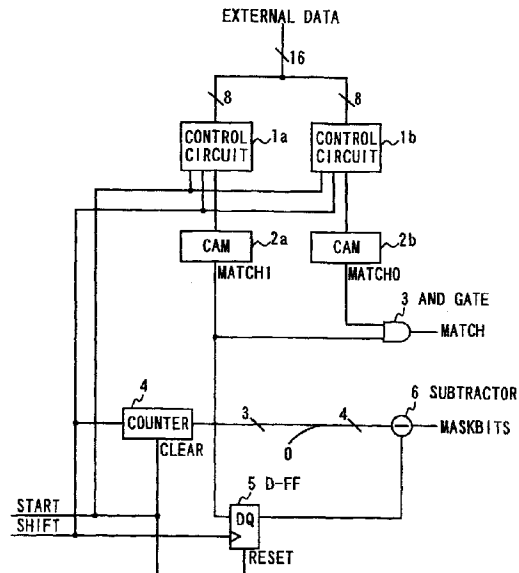 EXTERNAL DATA
16
8
8
CONTROL CIRCUIT
1a
CONTROL CIRCUIT
1b
CAM
2a
CAM
2b
MATCH1
MATCH0
3 AND GATE
MATCH
4
COUNTER
CLEAR
3
0
4
6 SUBTRACTOR
MASKBITS
START
SHIFT
5 D-FF
DQ
RESET